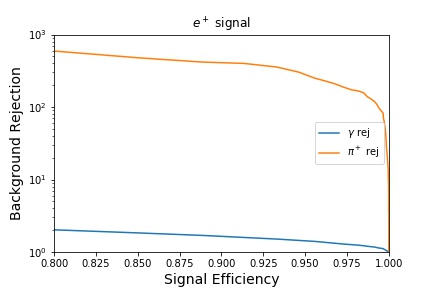 e⁺ signal
10³
10²
10¹
10⁰
Background Rejection
γ rej
π⁺ rej
0.800 0.825 0.850 0.875 0.900 0.925 0.950 0.975 1.000
Signal Efficiency